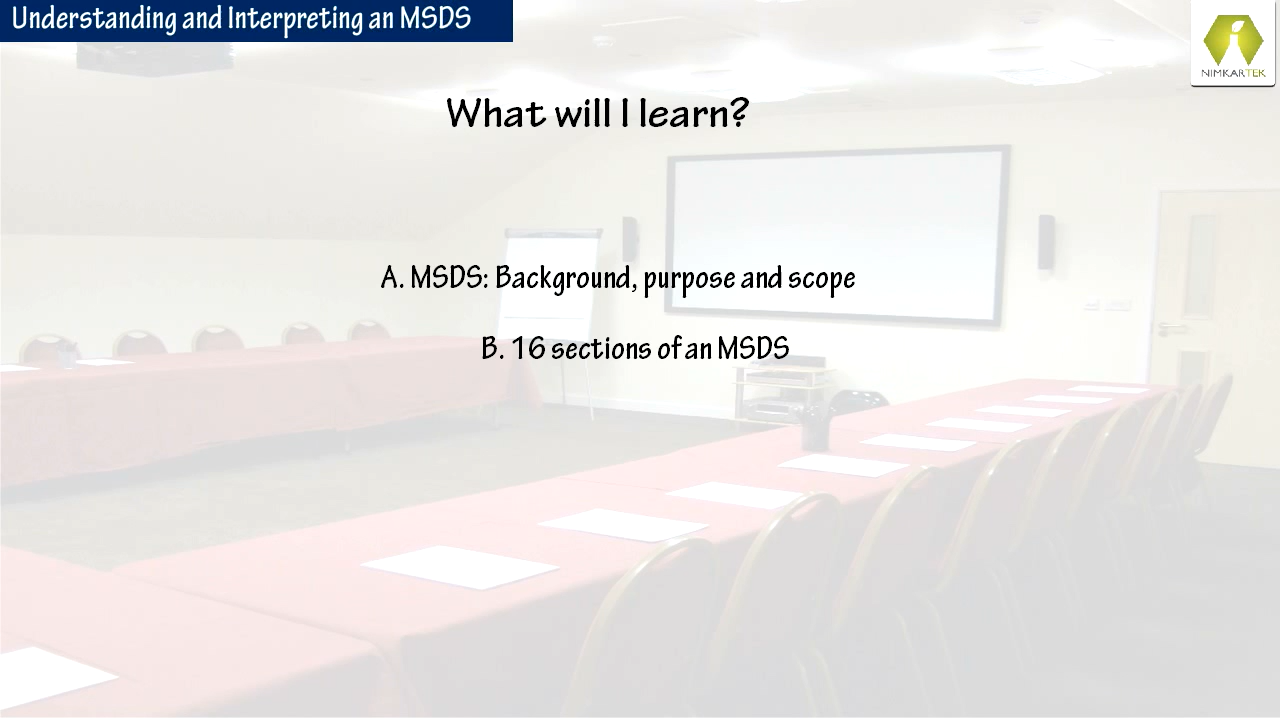 Understanding and Interpreting an MSDS
NIMKARTEK
What will I learn?
A. MSDS: Background, purpose and scope
B. 16 sections of an MSDS